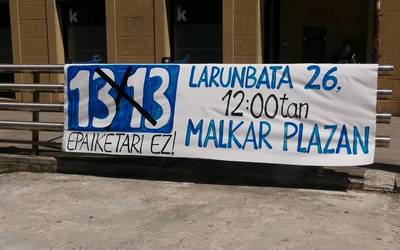 k
k
13 13
EPAIKETARI EZ!
LARUNBATA 26,
12:00tan
MALKAR PLAZAN